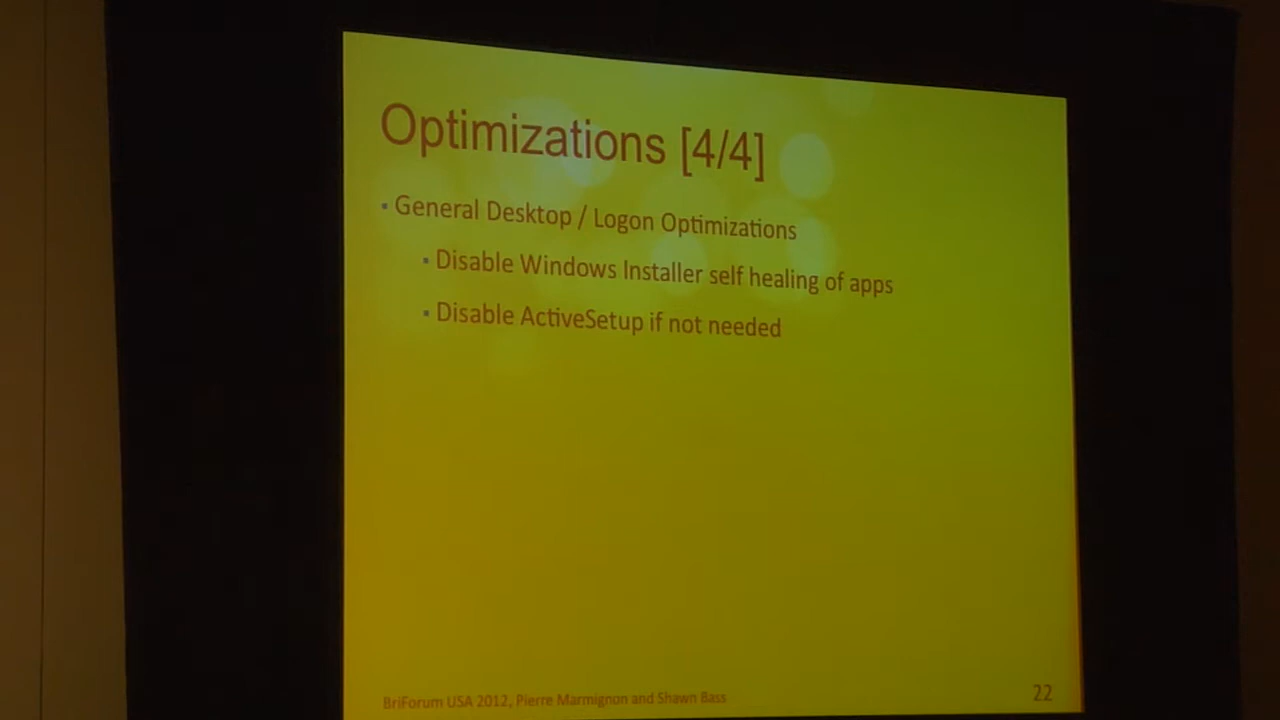 Optimizations [4/4]
▪ General Desktop / Logon Optimizations
▪ Disable Windows Installer self healing of apps
▪ Disable ActiveSetup if not needed
BriForum USA 2012, Pierre Marmignon and Shawn Bass
22